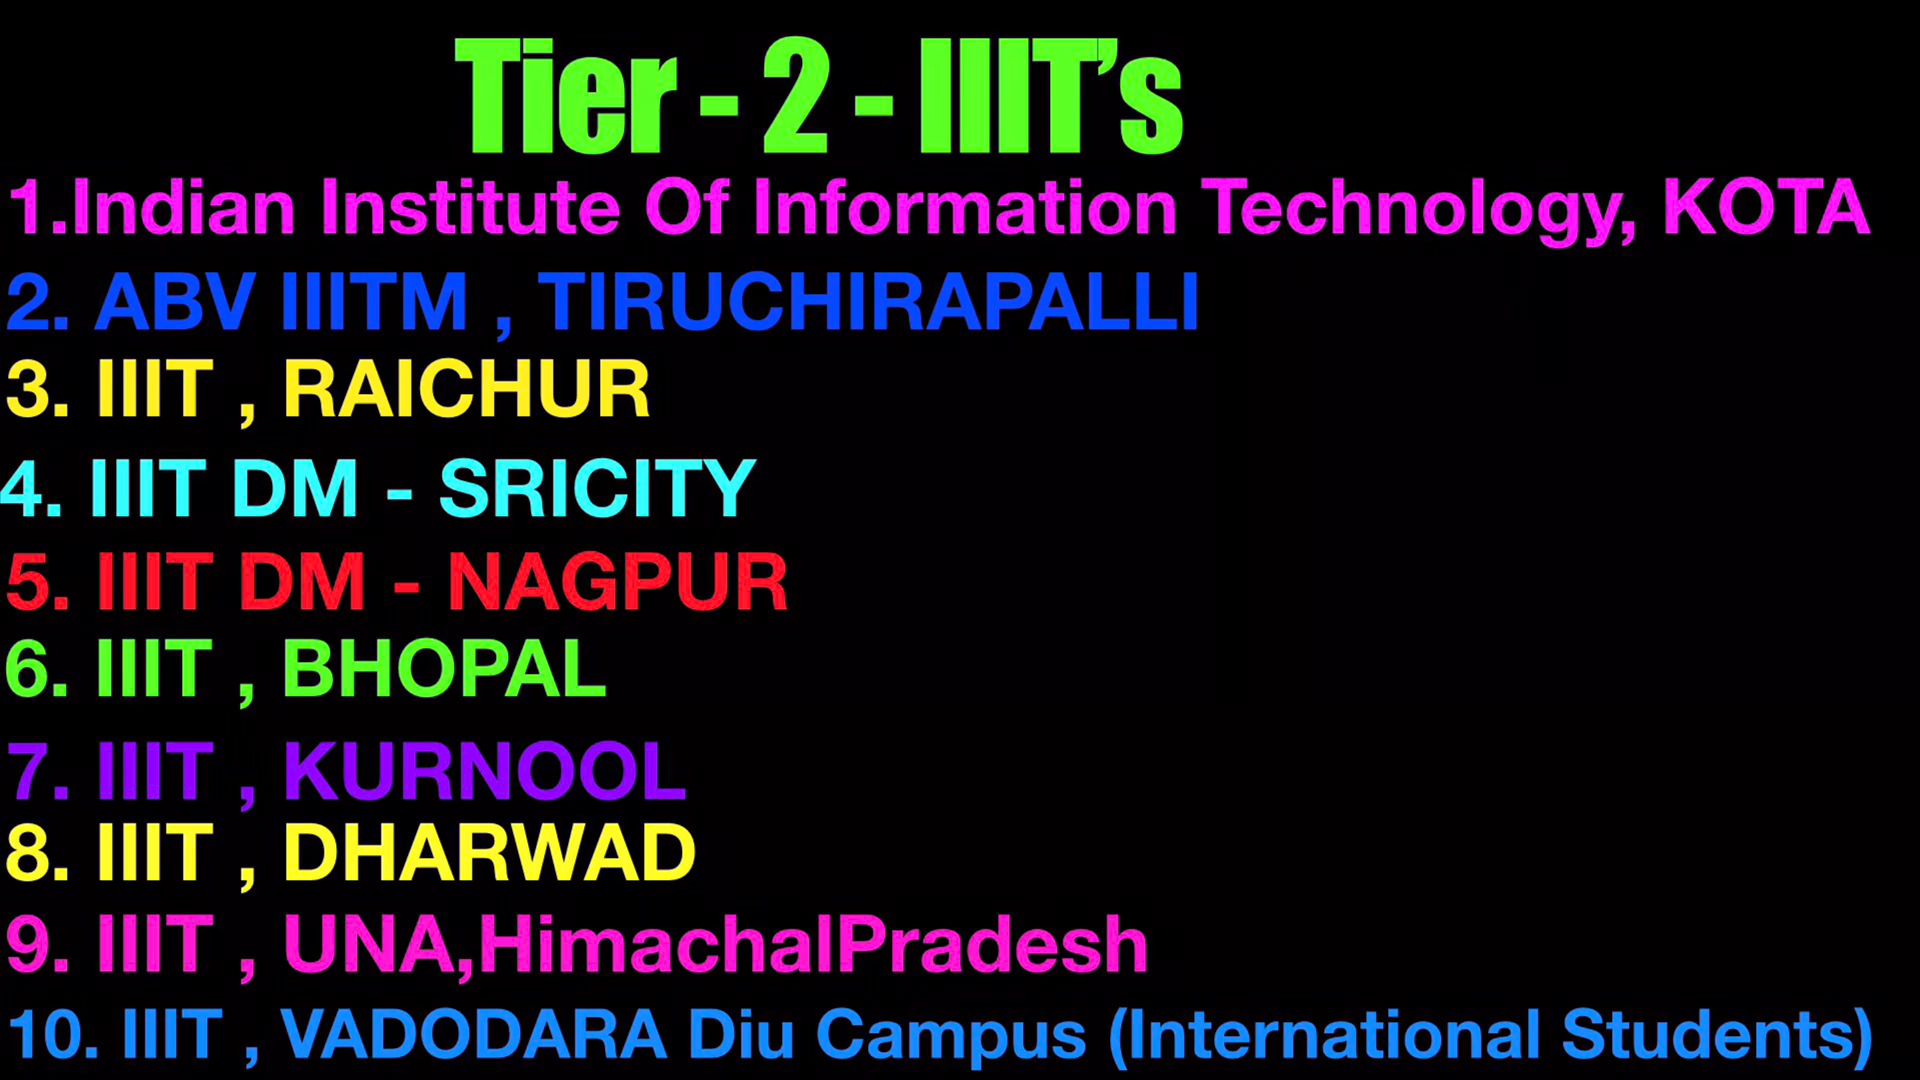 Tier - 2 - IIIT’s
1.Indian Institute Of Information Technology, KOTA
2. ABV IIITM , TIRUCHIRAPALLI
3. IIIT , RAICHUR
4. IIIT DM - SRICITY
5. IIIT DM - NAGPUR
6. IIIT , BHOPAL
7. IIIT , KURNOOL
8. IIIT , DHARWAD
9. IIIT , UNA,HimachalPradesh
10. IIIT , VADODARA Diu Campus (International Students)